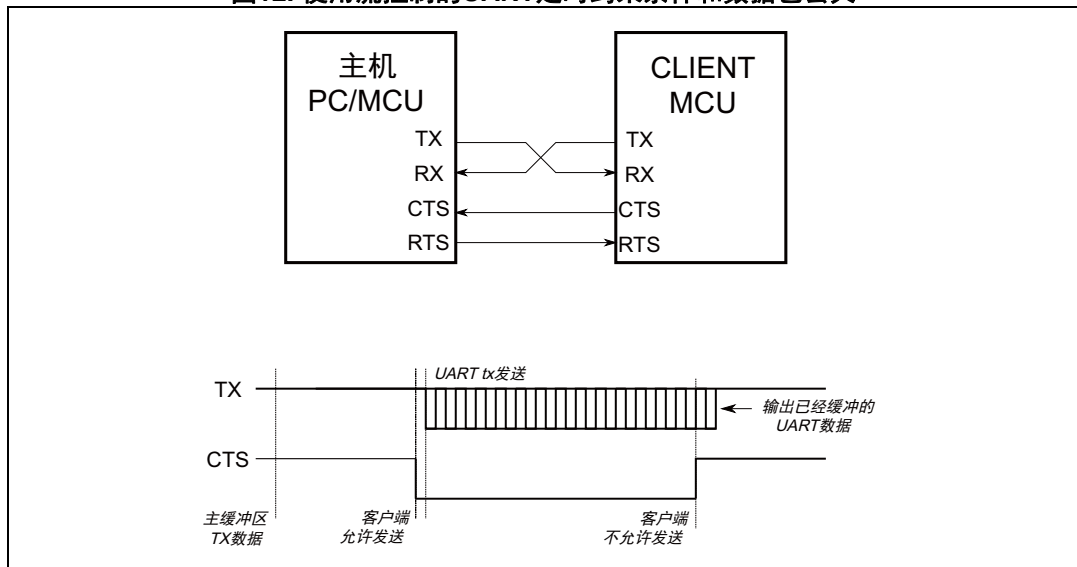 主机
PC/MCU
CLIENT
MCU
TX
TX
RX
RX
CTS
CTS
RTS
RTS
UART tx发送
TX
输出已经缓冲的
UART数据
CTS
主缓冲区
TX数据
客户端
允许发送
客户端
不允许发送